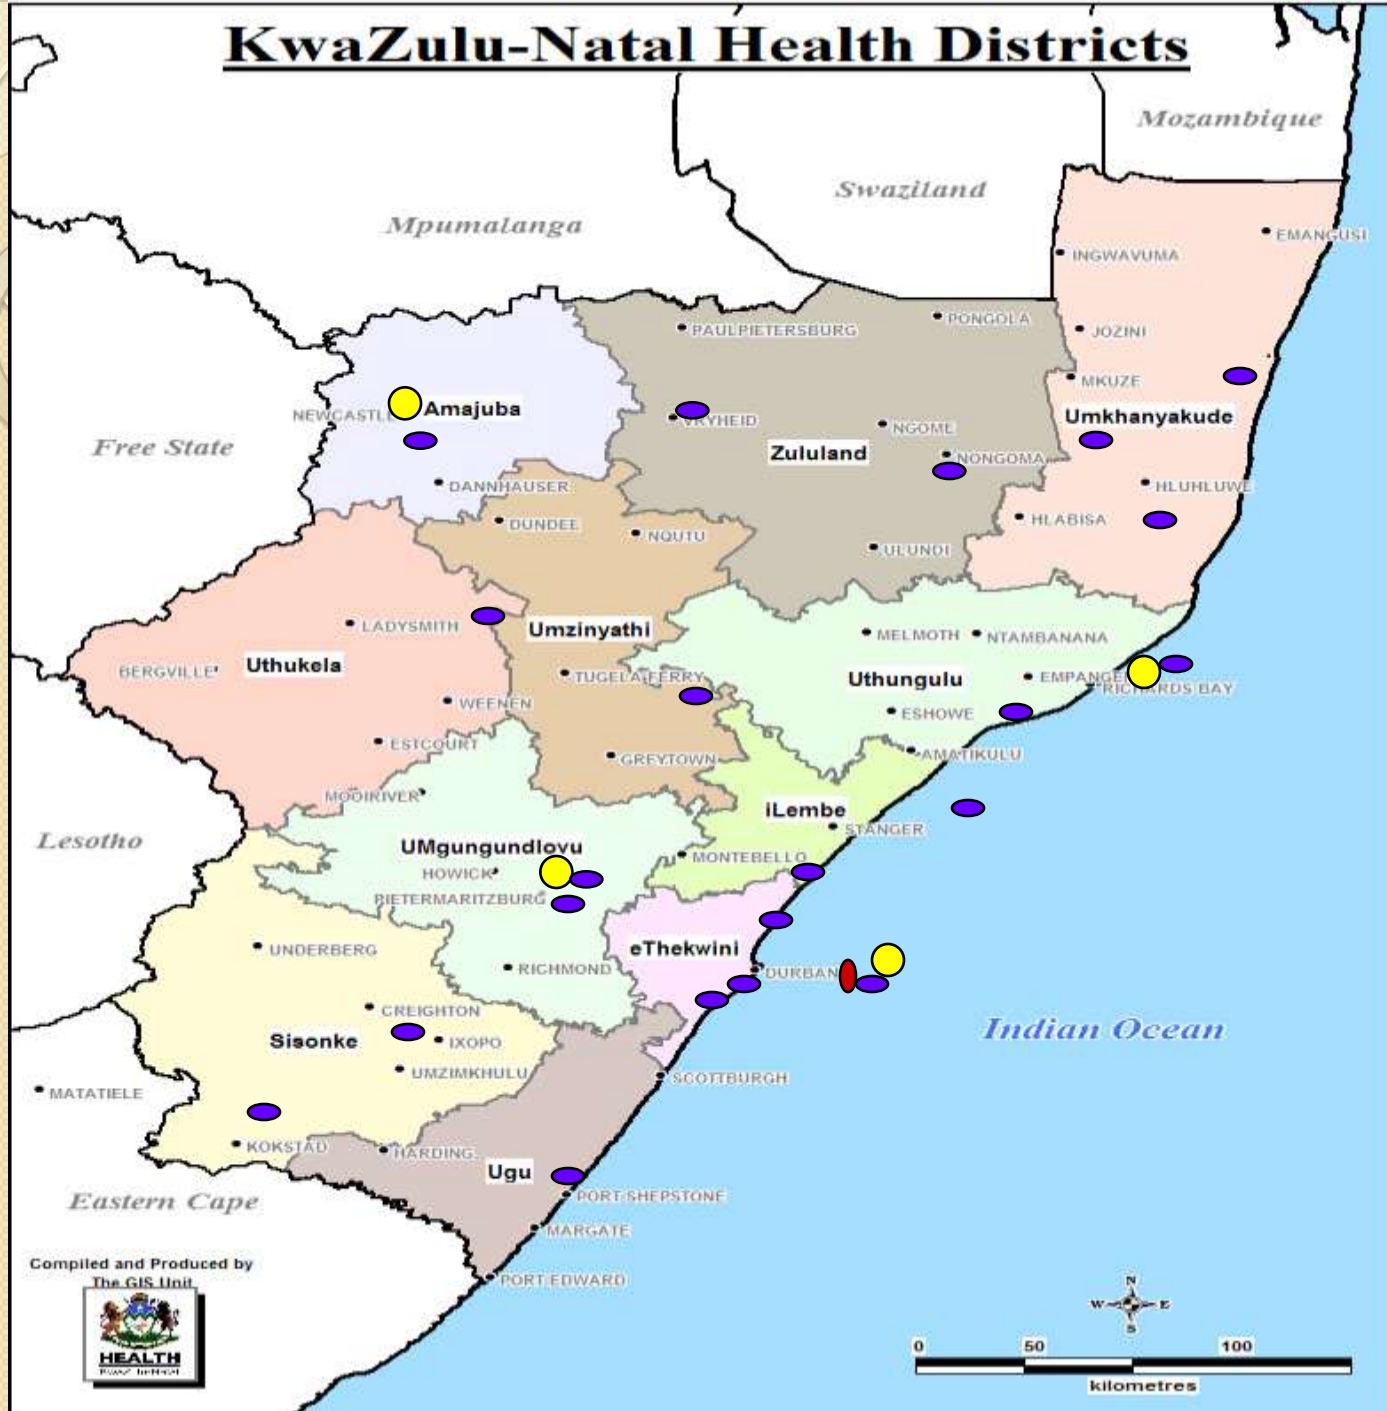 KwaZulu-Natal Health Districts
Mozambique
Swaziland
Mpumalanga
EMANGUSI
INGWAVUMA
PAULPIETERSBURG
PONGOLA
JOZINI
MKUZE
NEWCASTLE
Amajuba
Umkhanyakude
Free State
VRYHEID
NGOME
Zululand
NONGOMA
DANNHAUSER
HLUHLUWE
DUNDEE
NQUTU
HLABISA
ULUNDI
LADYSMITH
Umzinyathi
MELMOTH
NTAMBANANA
BERGVILLE
Uthukela
TUGELA FERRY
Uthungulu
EMPANGE
RICHARDS BAY
WEENEN
ESHOWE
ESTCOURT
GREYTOWN
AMATIKULU
MOOIRIVER
iLembe
STANGER
Lesotho
UMgungundlovu
MONTEBELLO
HOWICK
PIETERMARITZBURG
UNDERBERG
eThekwini
RICHMOND
DURBAN
CREIGHTON
Indian Ocean
Sisonke
IXOPO
UMZIMKHULU
SCOTTBURGH
MATATIELE
KOKSTAD
HARDING
Ugu
Eastern Cape
PORT SHEPSTONE
MARGATE
Compiled and Produced by
The GIS Unit
PORT EDWARD
N
W E
S
HEALTH
0 50 100
kilometres